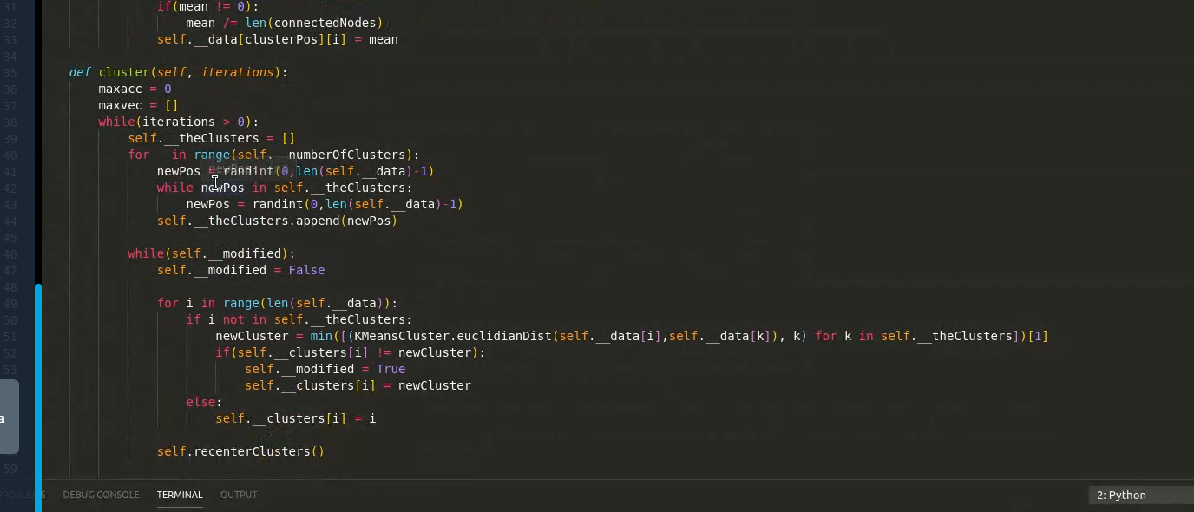 31 if(mean != 0):
32 mean /= len(connectedNodes)
33 self.__data[clusterPos][i] = mean
34
35 def cluster(self, iterations):
36 maxacc = 0
37 maxvec = []
38 while(iterations > 0):
39 self.__theClusters = []
40 for in range(self.__numberOfClusters):
41 newPos = randint(0,len(self.__data)-1)
42 while newPos in self.__theClusters:
43 newPos = randint(0,len(self.__data)-1)
44 self.__theClusters.append(newPos)
45
46 while(self.__modified):
47 self.__modified = False
48
49 for i in range(len(self.__data)):
50 if i not in self.__theClusters:
51 newCluster = min([(KMeansCluster.euclidianDist(self.__data[i],self.__data[k]), k) for k in self.__theClusters])[1]
52 if(self.__clusters[i] != newCluster):
53 self.__modified = True
self.__clusters[i] = newCluster
else:
self.__clusters[i] = i
self.recenterClusters()
59
a
PROBLEMS DEBUG CONSOLE TERMINAL OUTPUT 2: Python